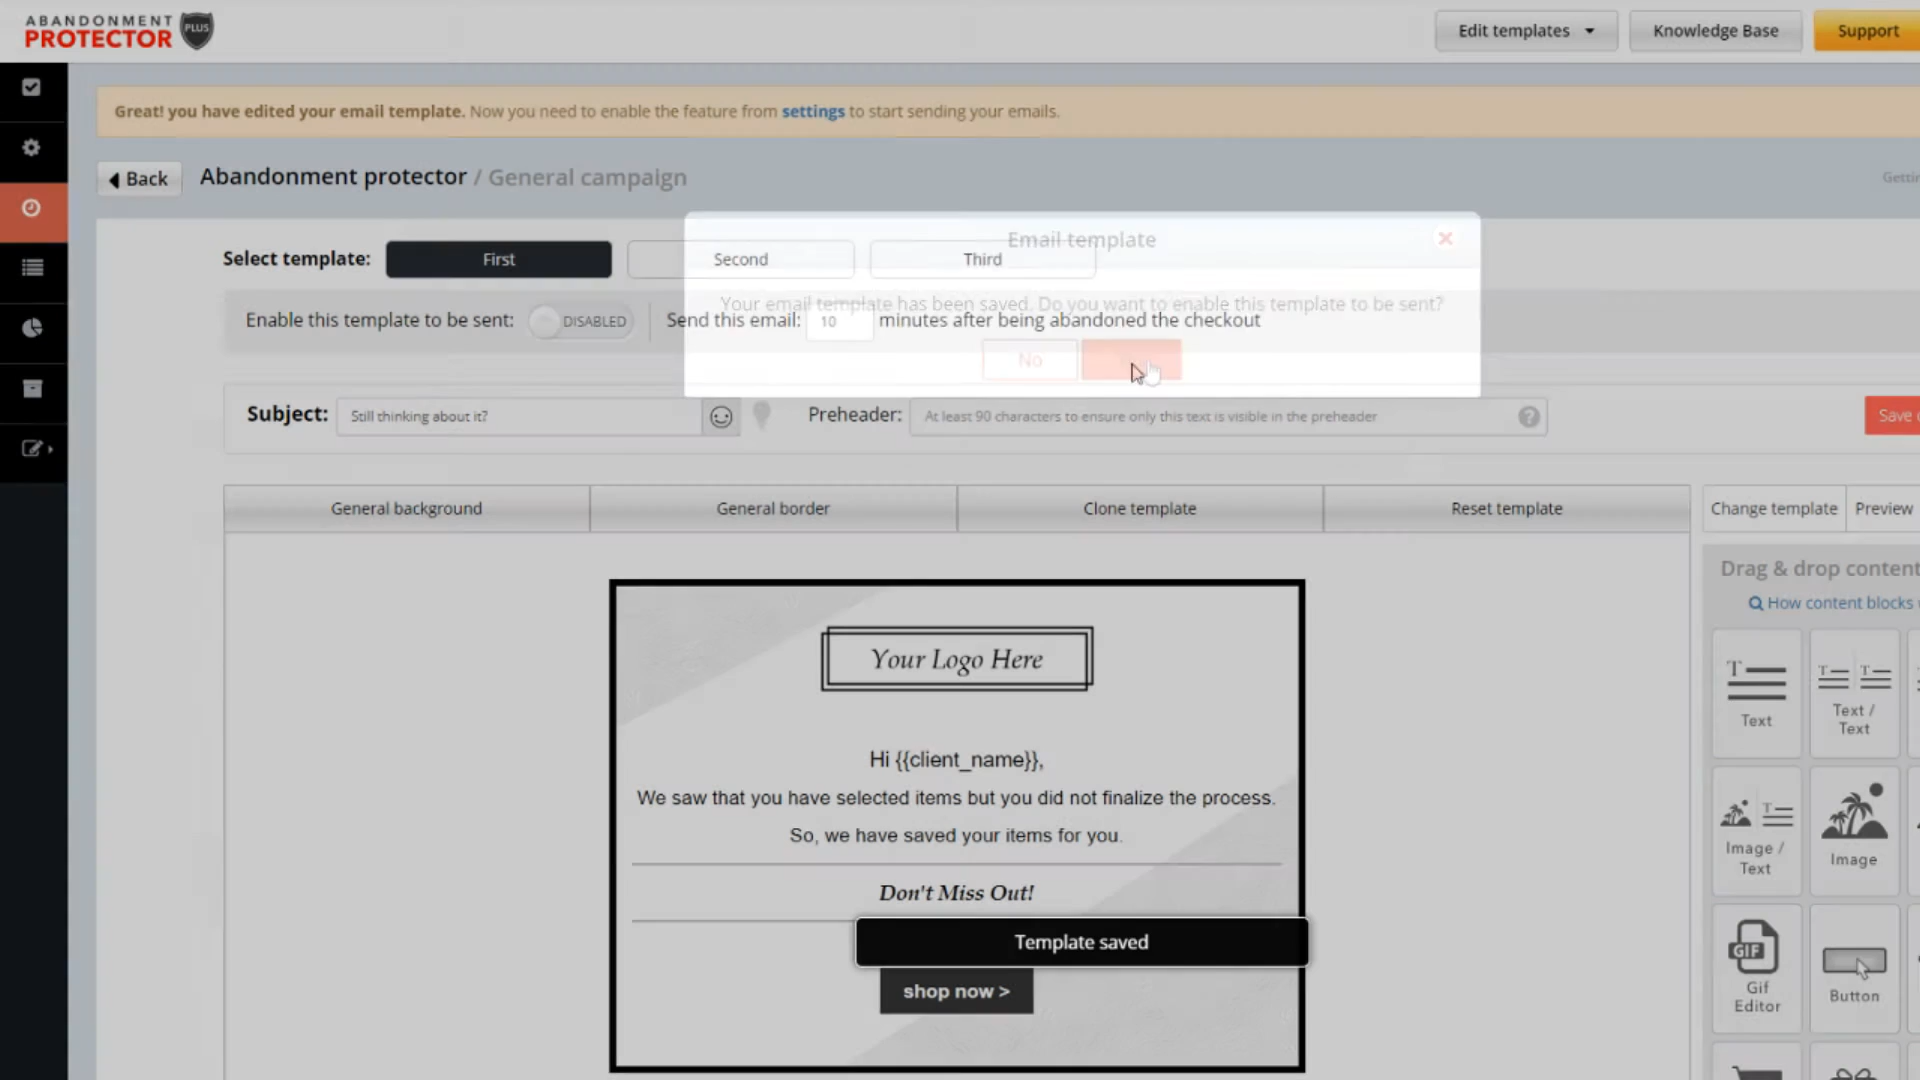 ABANDONMENT
PROTECTOR
PLUS
Edit templates
Knowledge Base
Support
Great! you have edited your email template. Now you need to enable the feature from settings to start sending your emails.
Back
Abandonment protector / General campaign
Email template
Select template:
First
Second
Third
Your email template has been saved. Do you want to enable this template to be sent?
Enable this template to be sent:
DISABLED
Send this email: 10 minutes after being abandoned the checkout
No
Subject:
Still thinking about it?
Preheader:
At least 90 characters to ensure only this text is visible in the preheader
?
Save
General background
General border
Clone template
Reset template
Change template
Preview
Drag & drop content
How content blocks
Your Logo Here
Text
Text /
Text
Hi {{client_name}},
We saw that you have selected items but you did not finalize the process.
So, we have saved your items for you.
Image /
Text
Image
Don't Miss Out!
Template saved
shop now >
GIF
Gif
Editor
Button